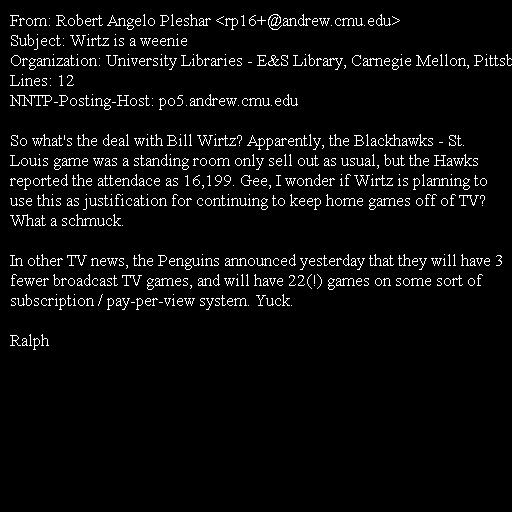 From: Robert Angelo Pleshar <rp16+@andrew.cmu.edu>
Subject: Wirtz is a weenie
Organization: University Libraries - E&S Library, Carnegie Mellon, Pittsb
Lines: 12
NNTP-Posting-Host: po5.andrew.cmu.edu

So what's the deal with Bill Wirtz? Apparently, the Blackhawks - St.
Louis game was a standing room only sell out as usual, but the Hawks
reported the attendace as 16,199. Gee, I wonder if Wirtz is planning to
use this as justification for continuing to keep home games off of TV?
What a schmuck.

In other TV news, the Penguins announced yesterday that they will have 3
fewer broadcast TV games, and will have 22(!) games on some sort of
subscription / pay-per-view system. Yuck.

Ralph